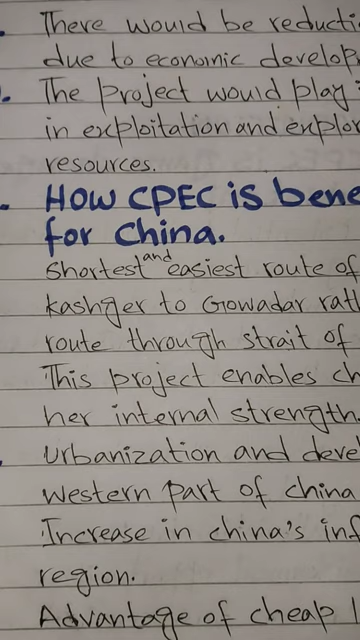 There would be reducti
due to economic develop
The project would play
in exploitation and explor
resources.
How CPEC is bene
for China.
Shortest and easiest route of
Kashger to Gowadar rat
route through strait of
This project enables ch
her internal strength.
Urbanization and deve
western part of china
Increase in china's inf
region.
Advantage of cheap l